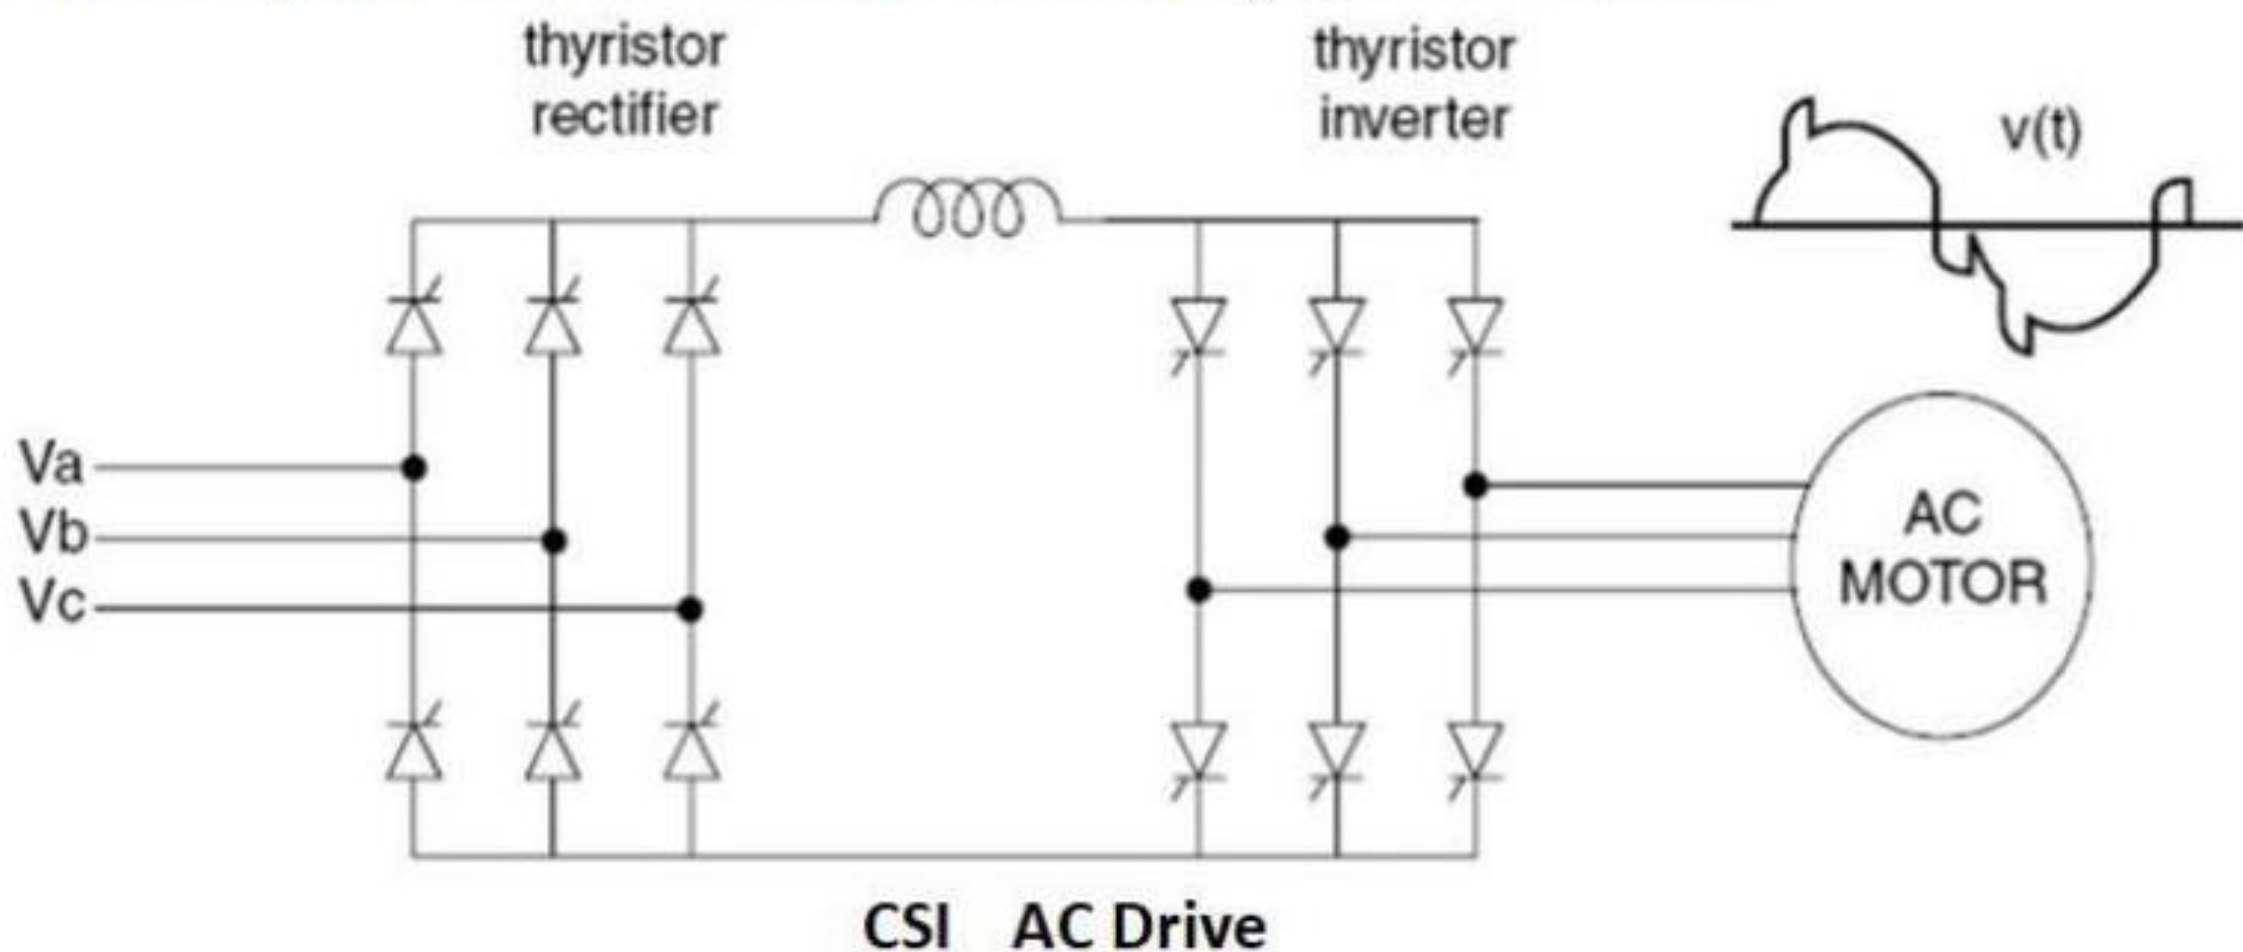 thyristor
rectifier
thyristor
inverter
v(t)
Va
Vb
Vc
AC
MOTOR
CSI AC Drive